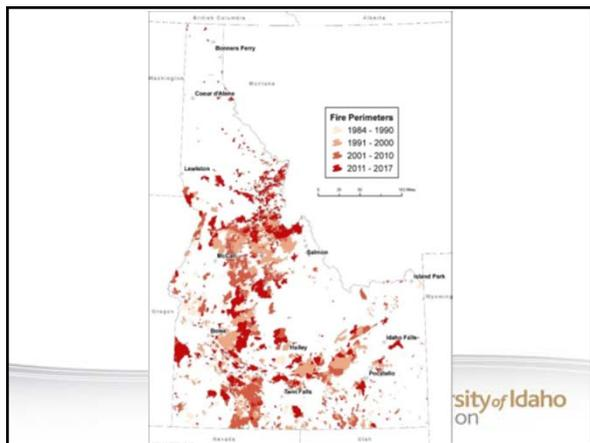 British Columbia
Alberta
Bonners Ferry
Washington
Montana
Coeur d'Alene
Fire Perimeters
1984 - 1990
1991 - 2000
2001 - 2010
2011 - 2017
Lewiston
McCall
Salmon
Island Park
Wyoming
Oregon
Boise
Hailey
Idaho Falls
Pocatello
Twin Falls
rsity of Idaho
on
Nevada
Utah